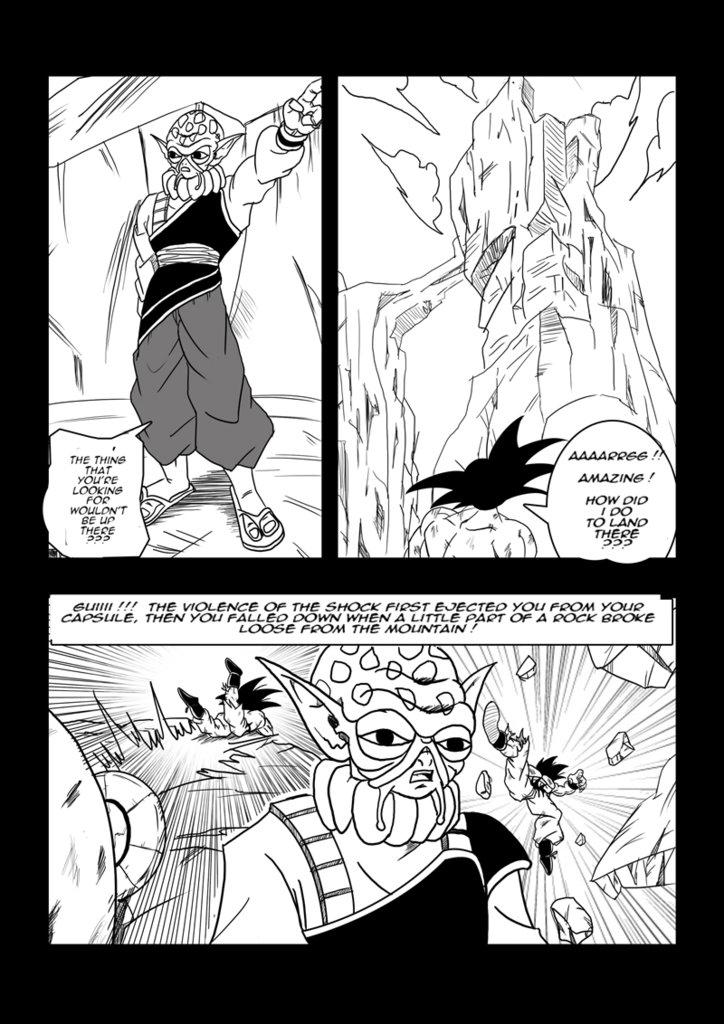 THE THING
THAT
YOU'RE
LOOKING
FOR
WOULDN'T
BE UP
THERE
???
AAAARRGG !!
AMAZING !
HOW DID
I DO
TO LAND
THERE
???
GUIIII !!! THE VIOLENCE OF THE SHOCK FIRST EJECTED YOU FROM YOUR
CAPSULE, THEN YOU FALLED DOWN WHEN A LITTLE PART OF A ROCK BROKE
LOOSE FROM THE MOUNTAIN !